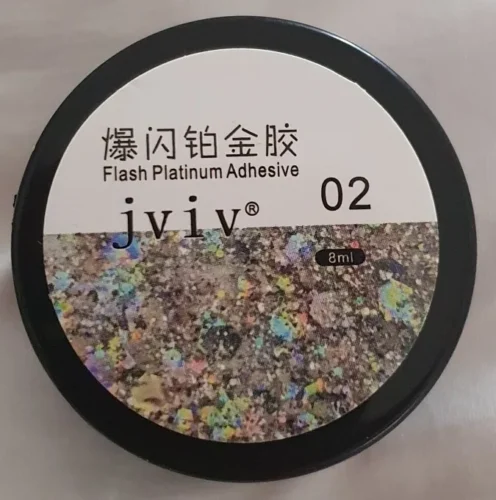 爆闪铂金胶
Flash Platinum Adhesive
02
jviv®
8ml